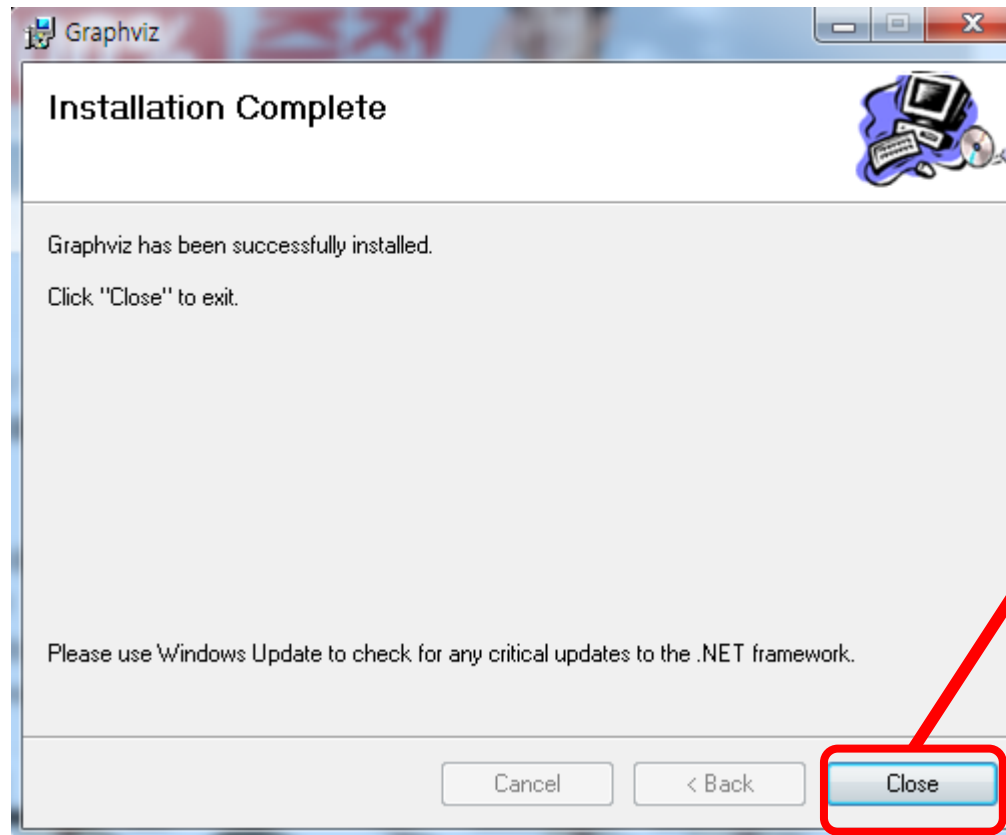 Graphviz
Installation Complete
Graphviz has been successfully installed.
Click "Close" to exit.
Please use Windows Update to check for any critical updates to the .NET framework.
Cancel
< Back
Close